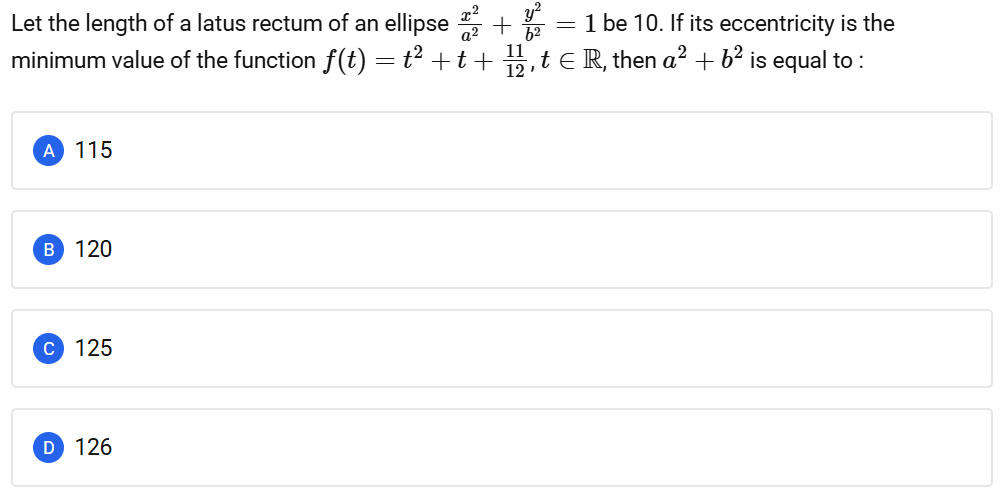 Let the length of a latus rectum of an ellipse $\frac{x^2}{a^2} + \frac{y^2}{b^2} = 1$ be 10. If its eccentricity is the
minimum value of the function $f(t) = t^2 + t + \frac{11}{12}, t \in \mathbb{R}$, then $a^2 + b^2$ is equal to :
A 115
B 120
C 125
D 126